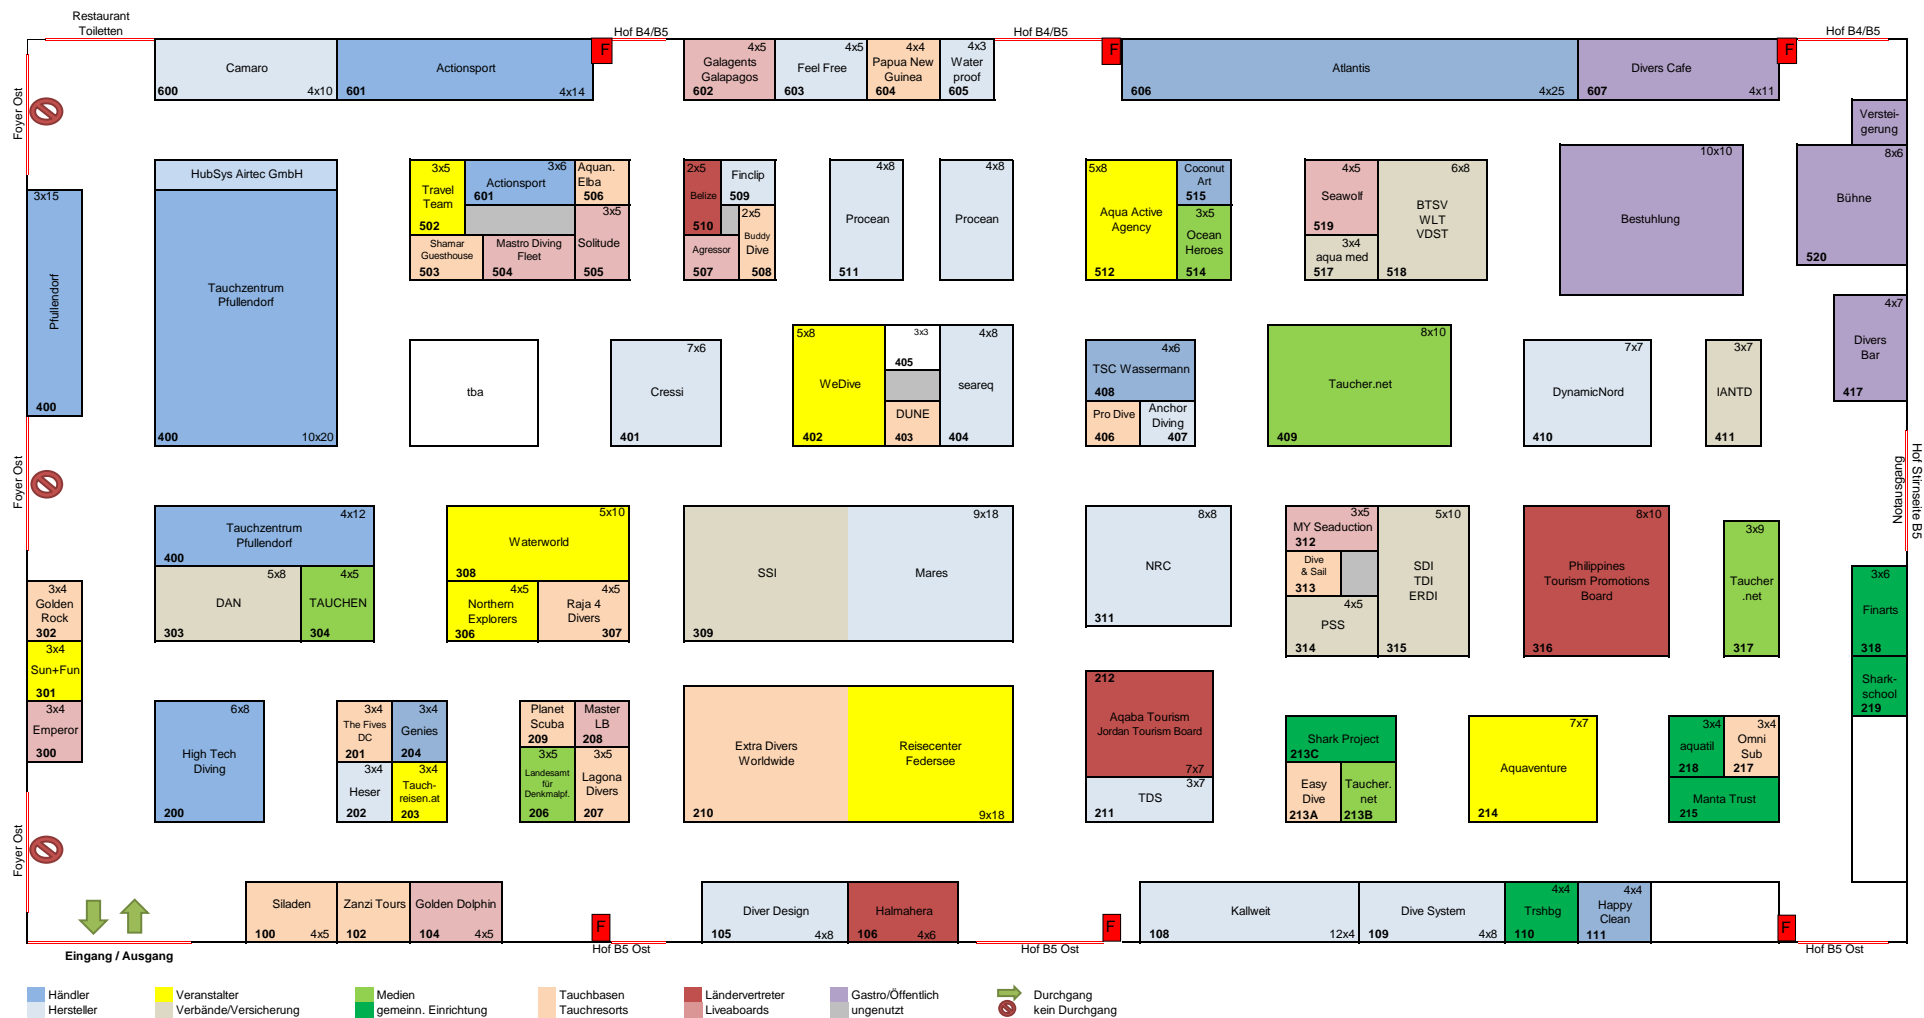 Restaurant
Toiletten
Hof B4/B5
Hof B4/B5
Hof B4/B5
F
F
F
Camaro
600
4x10
Actionsport
601
4x14
4x5
Galagents
Galapagos
602
4x5
Feel Free
603
4x4
Papua New
Guinea
604
4x3
Water
proof
605
Atlantis
606
4x25
Divers Cafe
607
4x11
Foyer Ost
Verstei-
gerung
3x15
Pfullendorf
400
HubSys Airtec GmbH
Tauchzentrum
Pfullendorf
400
10x20
3x5
Travel
Team
502
3x6
Actionsport
601
Aquan.
Elba
506
Shamar
Guesthouse
503
Mastro Diving
Fleet
504
3x5
Solitude
505
2x5
Belize
510
Finclip
509
Agressor
507
2x5
Buddy
Dive
508
4x8
Procean
511
4x8
Procean
5x8
Aqua Active
Agency
512
Coconut
Art
515
3x5
Ocean
Heroes
514
4x5
Seawolf
519
3x4
aqua med
517
6x8
BTSV
WLT
VDST
518
10x10
Bestuhlung
8x6
Bühne
520
4x7
Divers
Bar
417
tba
7x6
Cressi
401
5x8
WeDive
402
3x3
405
DUNE
403
4x8
seareq
404
4x6
TSC Wassermann
408
Pro Dive
406
Anchor
Diving
407
8x10
Taucher.net
409
7x7
DynamicNord
410
3x7
IANTD
411
Foyer Ost
Notausgang
Hof Stirnseite B5
4x12
Tauchzentrum
Pfullendorf
400
5x8
DAN
303
4x5
TAUCHEN
304
5x10
Waterworld
308
4x5
Northern
Explorers
306
4x5
Raja 4
Divers
307
SSI
309
9x18
Mares
8x8
NRC
311
3x5
MY Seaduction
312
Dive
& Sail
313
4x5
PSS
314
5x10
SDI
TDI
ERDI
315
8x10
Philippines
Tourism Promotions
Board
316
3x9
Taucher
.net
317
3x6
Finarts
318
Shark-
school
219
3x4
Golden
Rock
302
3x4
Sun+Fun
301
3x4
Emperor
300
6x8
High Tech
Diving
200
3x4
The Fives
DC
201
3x4
Genies
204
3x4
Heser
202
3x4
Tauch-
reisen.at
203
Planet
Scuba
209
Master
LB
208
3x5
Landesamt
für
Denkmalpf.
206
3x5
Lagona
Divers
207
Extra Divers
Worldwide
210
Reisecenter
Federsee
9x18
212
Aqaba Tourism
Jordan Tourism Board
7x7
3x7
TDS
211
Shark Project
213C
Easy
Dive
213A
Taucher.
net
213B
7x7
Aquaventure
214
3x4
aquatil
218
3x4
Omni
Sub
217
Manta Trust
215
Foyer Ost
Siladen
100
4x5
Zanzi Tours
102
Golden Dolphin
104
4x5
F
Diver Design
105
4x8
Halmahera
106
4x6
F
Kallweit
108
12x4
Dive System
109
4x8
4x4
Trshbg
110
4x4
Happy
Clean
111
F
Eingang / Ausgang
Hof B5 Ost
Hof B5 Ost
Hof B5 Ost
Händler
Hersteller
Veranstalter
Verbände/Versicherung
Medien
gemeinn. Einrichtung
Tauchbasen
Tauchresorts
Ländervertreter
Liveaboards
Gastro/Öffentlich
ungenutzt
Durchgang
kein Durchgang